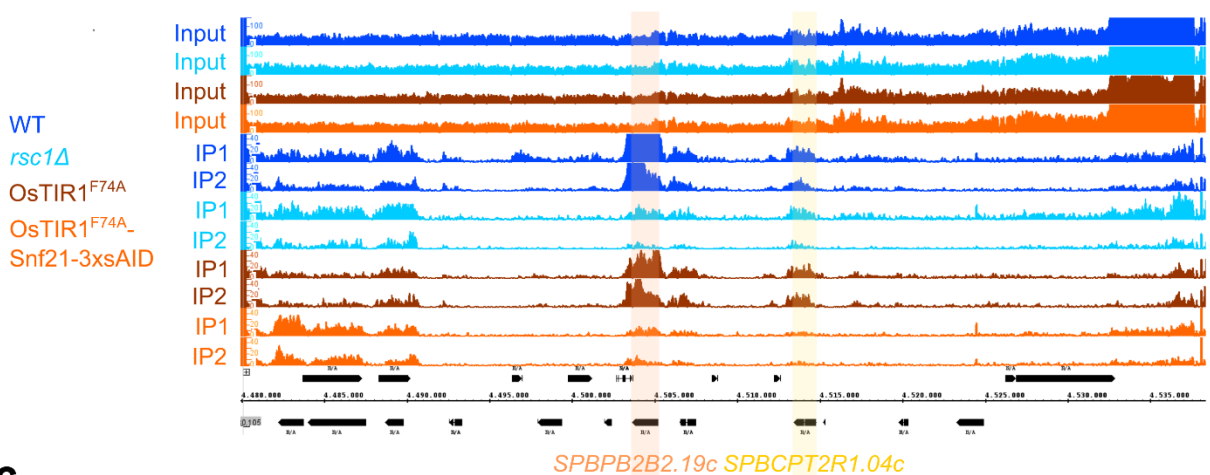 Input
Input
Input
Input
WT
rsc1Δ
OsTIR1F74A
OsTIR1F74A-
Snf21-3xsAID
IP1
IP2
IP1
IP2
IP1
IP2
IP1
IP2
N/A N/A N/A N/A N/A N/A N/A
4.480.000 4.485.000 4.490.000 4.495.000 4.500.000 4.505.000 4.510.000 4.515.000 4.520.000 4.525.000 4.530.000 4.535.000
N/A N/A N/A N/A N/A N/A N/A N/A N/A N/A
SPBPB2B2.19c SPBCPT2R1.04c